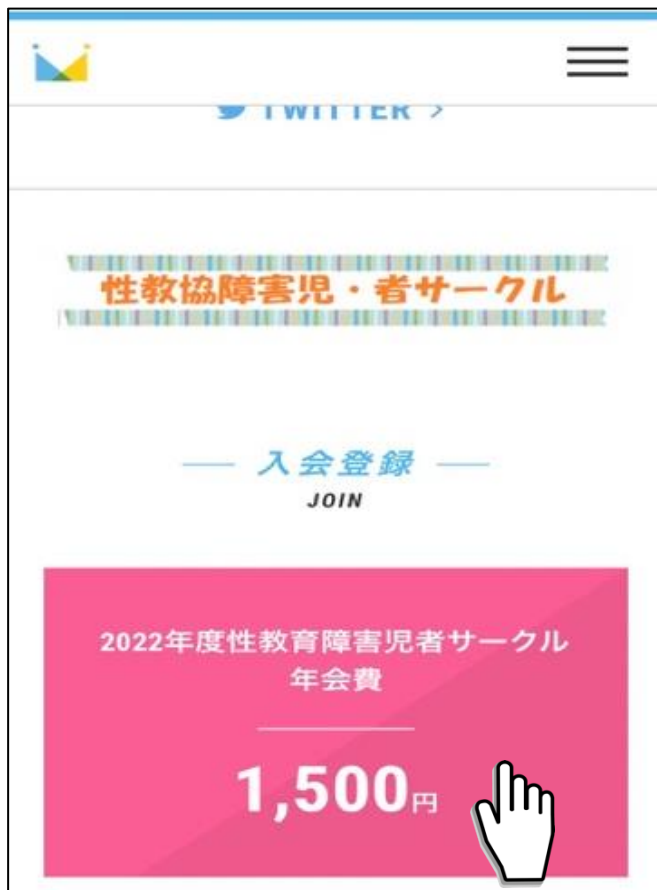 TWITTER >
性教協障害児・者サークル
入会登録
JOIN
2022年度性教育障害児者サークル
年会費
1,500円